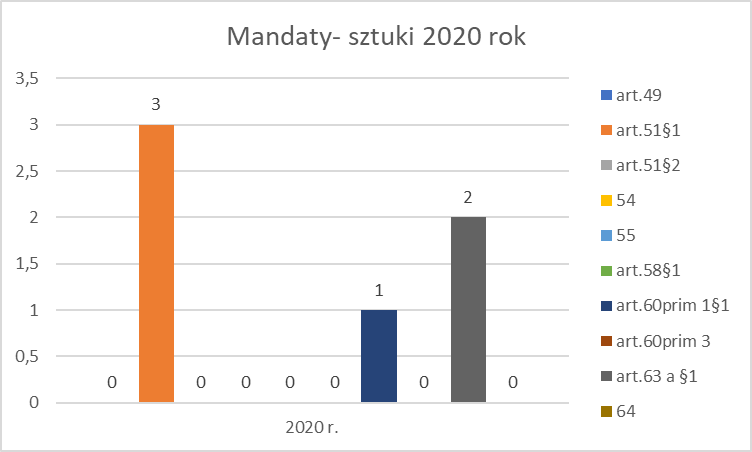 Mandaty- sztuki 2020 rok
3,5
3
2,5
2
1,5
1
0,5
0
0
3
0
0
0
0
1
0
2
0
2020 r.
art.49
art.51§1
art.51§2
54
55
art.58§1
art.60prim 1§1
art.60prim 3
art.63 a §1
64